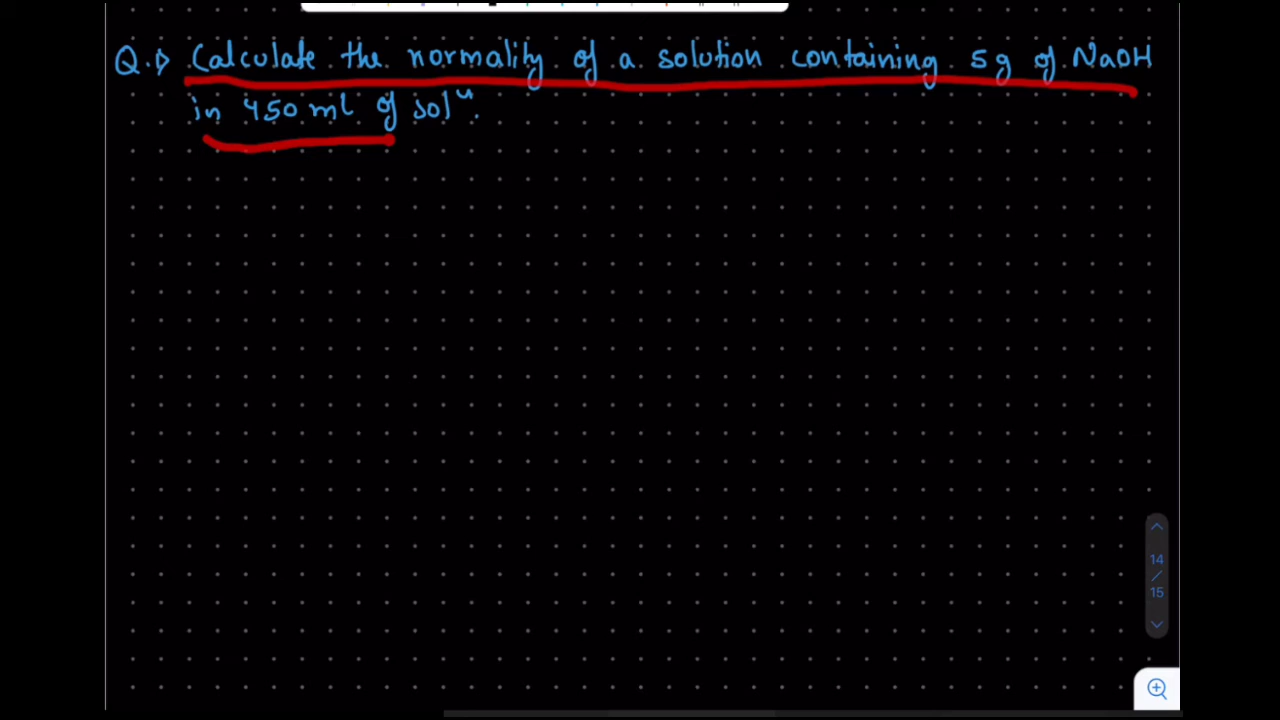 Q.▷ Calculate the normality of a solution containing 5g of NaOH
in 450 ml of solⁿ.
14
/
15